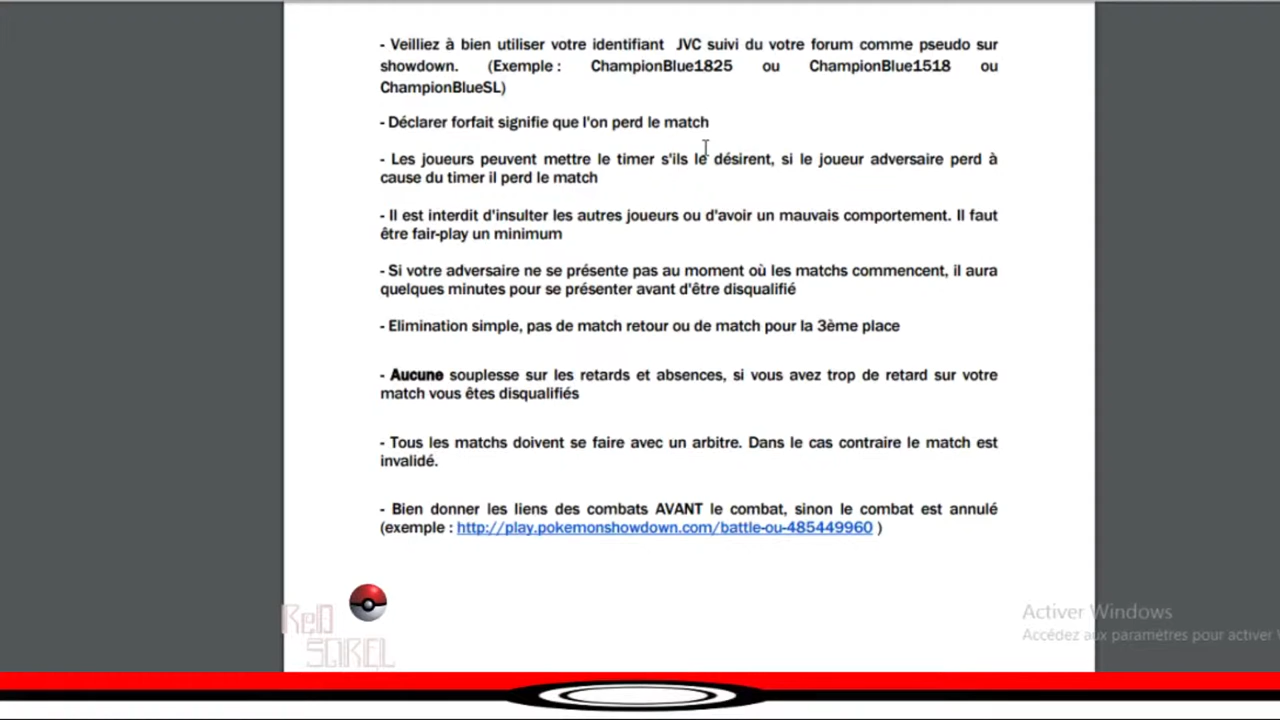 - Veilliez à bien utiliser votre identifiant JVC suivi du votre forum comme pseudo sur
showdown. (Exemple : ChampionBlue1825 ou ChampionBlue1518 ou
ChampionBlueSL)
- Déclarer forfait signifie que l'on perd le match
- Les joueurs peuvent mettre le timer s'ils le désirent, si le joueur adversaire perd à
cause du timer il perd le match
- Il est interdit d'insulter les autres joueurs ou d'avoir un mauvais comportement. Il faut
être fair-play un minimum
- Si votre adversaire ne se présente pas au moment où les matchs commencent, il aura
quelques minutes pour se présenter avant d'être disqualifié
- Elimination simple, pas de match retour ou de match pour la 3ème place
- Aucune souplesse sur les retards et absences, si vous avez trop de retard sur votre
match vous êtes disqualifiés
- Tous les matchs doivent se faire avec un arbitre. Dans le cas contraire le match est
invalidé.
- Bien donner les liens des combats AVANT le combat, sinon le combat est annulé
(exemple : http://play.pokemonshowdown.com/battle-ou-485449960 )
Activer Windows
Accédez aux paramètres pour activer
ReD